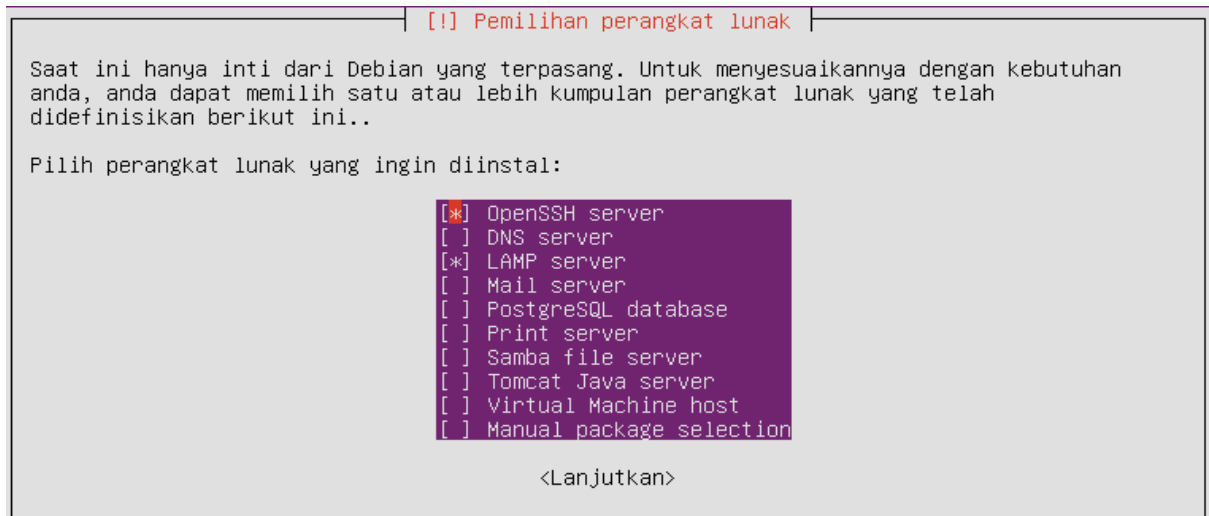 [!] Pemilihan perangkat lunak
Saat ini hanya inti dari Debian yang terpasang. Untuk menyesuaikannya dengan kebutuhan
anda, anda dapat memilih satu atau lebih kumpulan perangkat lunak yang telah
didefinisikan berikut ini..
Pilih perangkat lunak yang ingin diinstal:
[*] OpenSSH server
[ ] DNS server
[*] LAMP server
[ ] Mail server
[ ] PostgreSQL database
[ ] Print server
[ ] Samba file server
[ ] Tomcat Java server
[ ] Virtual Machine host
[ ] Manual package selection
<Lanjutkan>